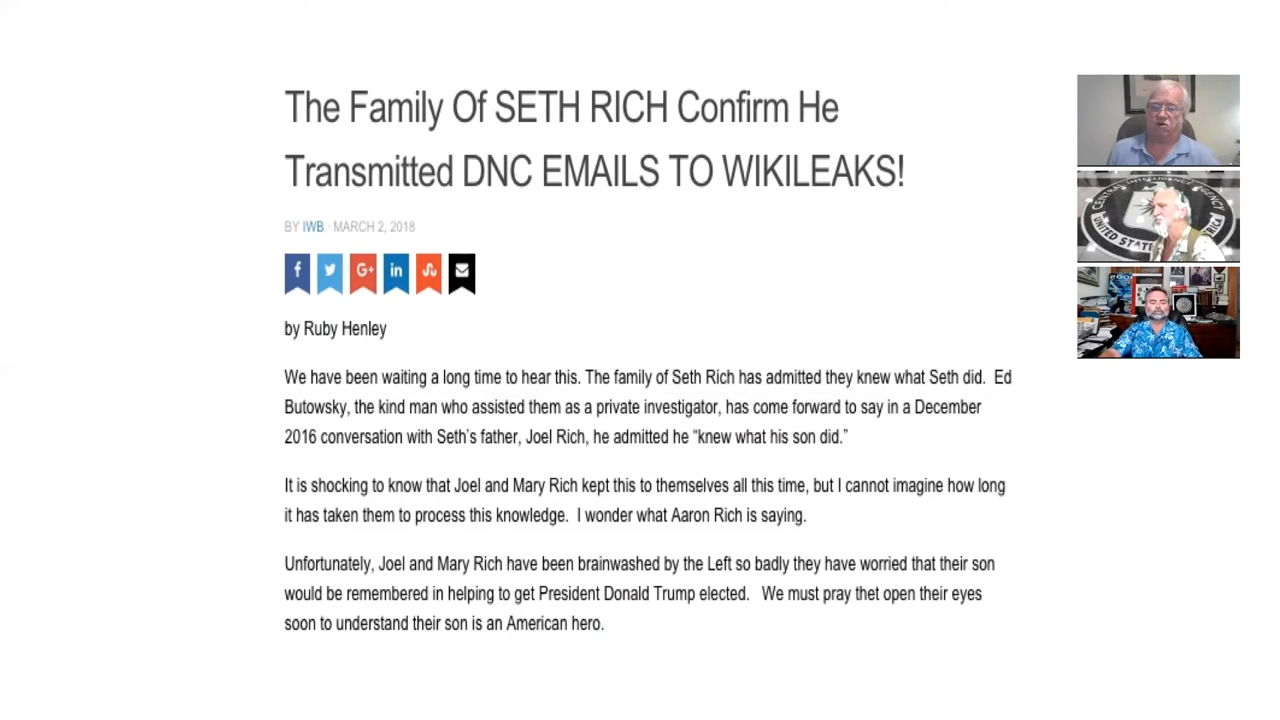 The Family Of SETH RICH Confirm He
Transmitted DNC EMAILS TO WIKILEAKS!
BY IWB · MARCH 2, 2018
by Ruby Henley
We have been waiting a long time to hear this. The family of Seth Rich has admitted they knew what Seth did. Ed
Butowsky, the kind man who assisted them as a private investigator, has come forward to say in a December
2016 conversation with Seth's father, Joel Rich, he admitted he “knew what his son did.”
It is shocking to know that Joel and Mary Rich kept this to themselves all this time, but I cannot imagine how long
it has taken them to process this knowledge. I wonder what Aaron Rich is saying.
Unfortunately, Joel and Mary Rich have been brainwashed by the Left so badly they have worried that their son
would be remembered in helping to get President Donald Trump elected. We must pray thet open their eyes
soon to understand their son is an American hero.
CENTRAL INTELLIGENCE AGENCY
UNITED STAT RICA